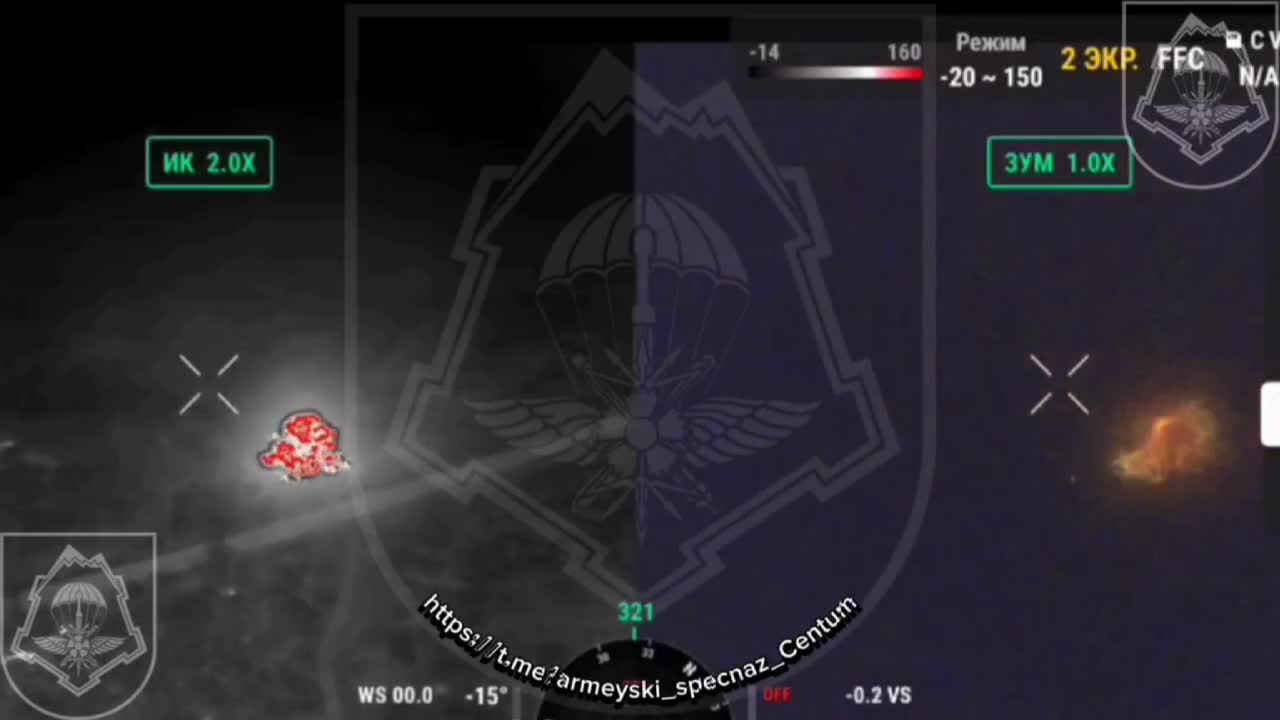 -14 160
Режим
-20 ~ 150
2 ЭКР.
FFC
N/A
ИК 2.0X
ЗУМ 1.0X
321
33
N
https://t.me/armeyski_specnaz_Centum
WS 00.0 -15°
OFF -0.2 VS